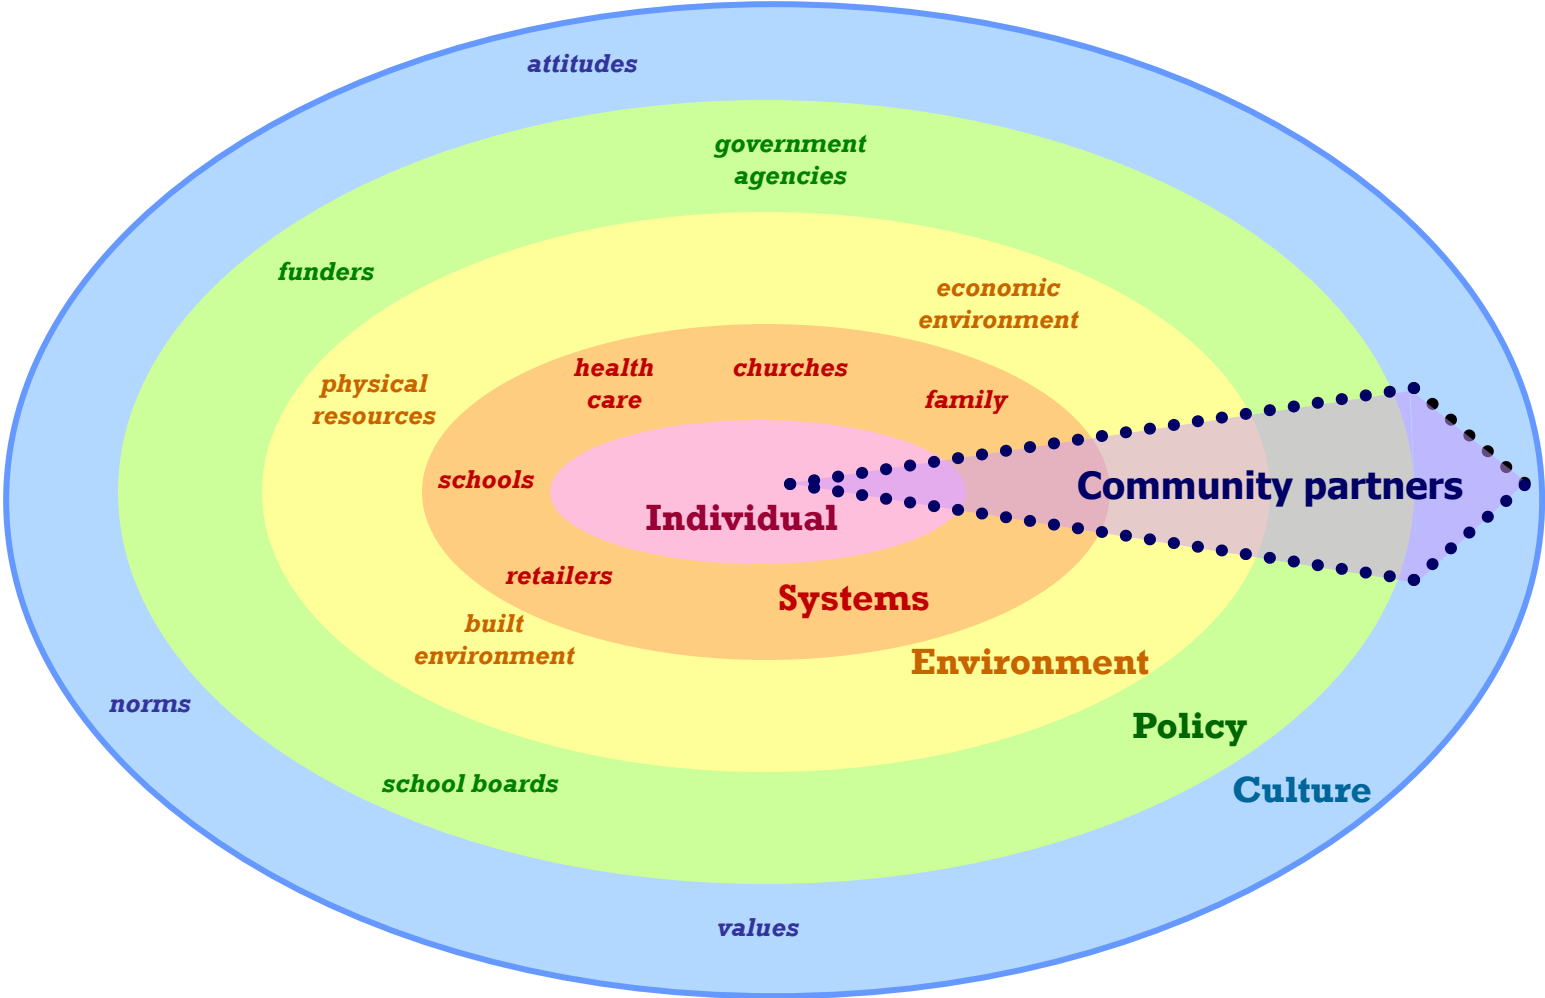 attitudes
government
agencies
funders
economic
environment
physical
resources
health
care
churches
family
schools
Community partners
Individual
retailers
Systems
built
environment
Environment
norms
Policy
school boards
Culture
values